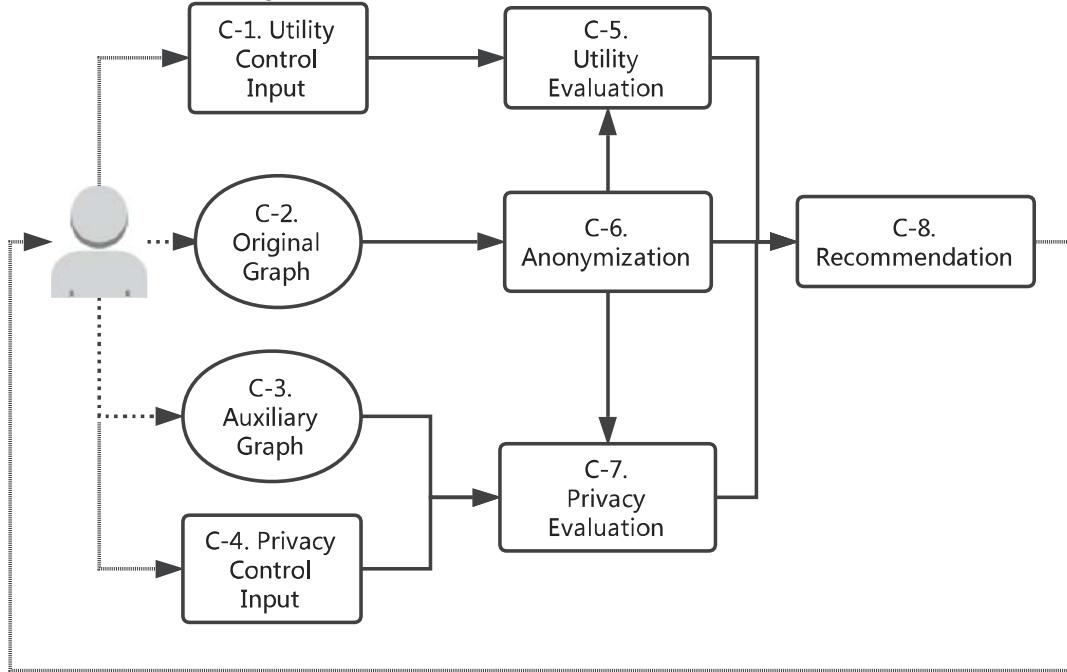 C-1. Utility
Control
Input
C-5.
Utility
Evaluation
C-2.
Original
Graph
C-6.
Anonymization
C-8.
Recommendation
C-3.
Auxiliary
Graph
C-7.
Privacy
Evaluation
C-4. Privacy
Control
Input